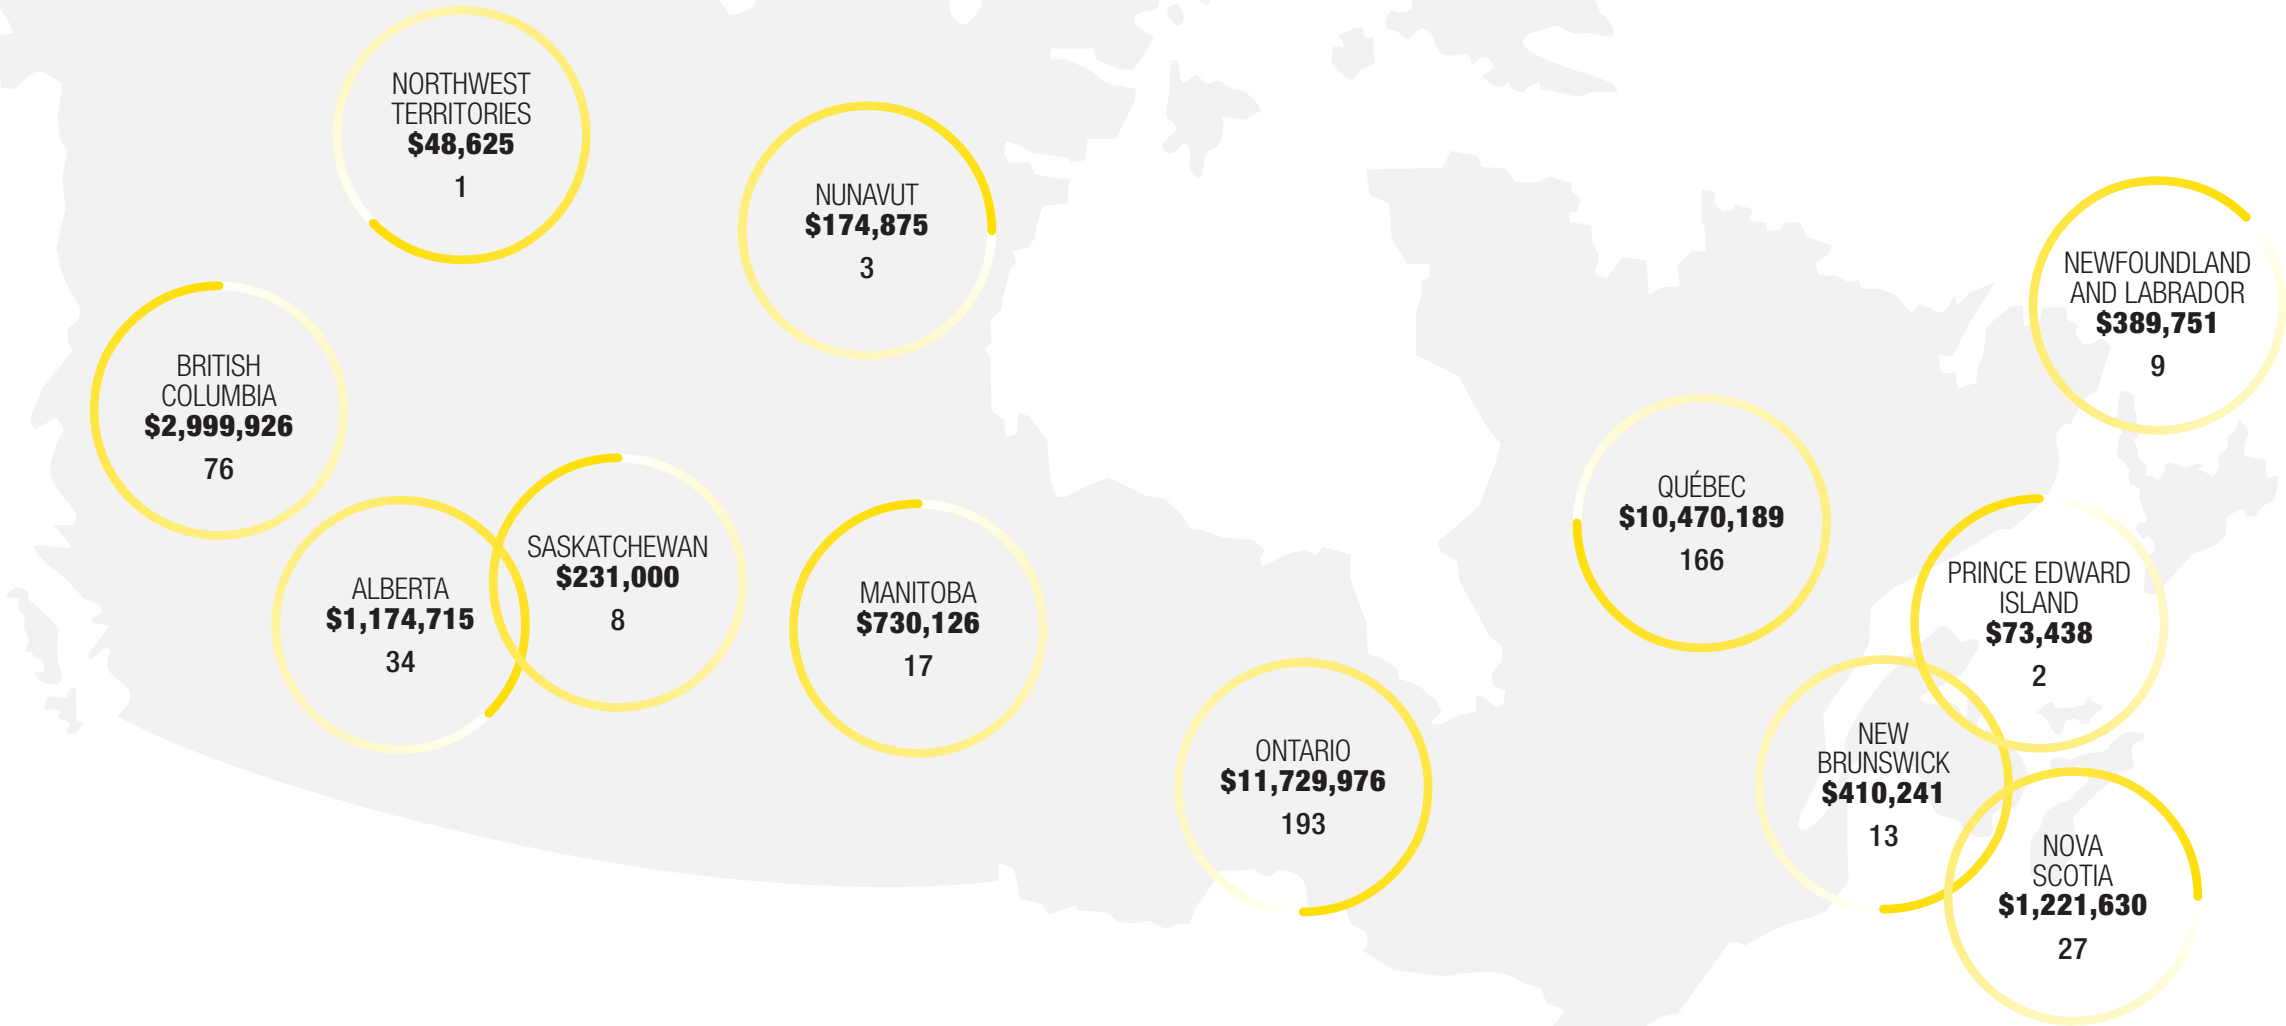 NORTHWEST
TERRITORIES
$48,625
1
NUNAVUT
$174,875
3
NEWFOUNDLAND
AND LABRADOR
$389,751
9
BRITISH
COLUMBIA
$2,999,926
76
ALBERTA
$1,174,715
34
SASKATCHEWAN
$231,000
8
MANITOBA
$730,126
17
ONTARIO
$11,729,976
193
QUÉBEC
$10,470,189
166
PRINCE EDWARD
ISLAND
$73,438
2
NEW
BRUNSWICK
$410,241
13
NOVA
SCOTIA
$1,221,630
27